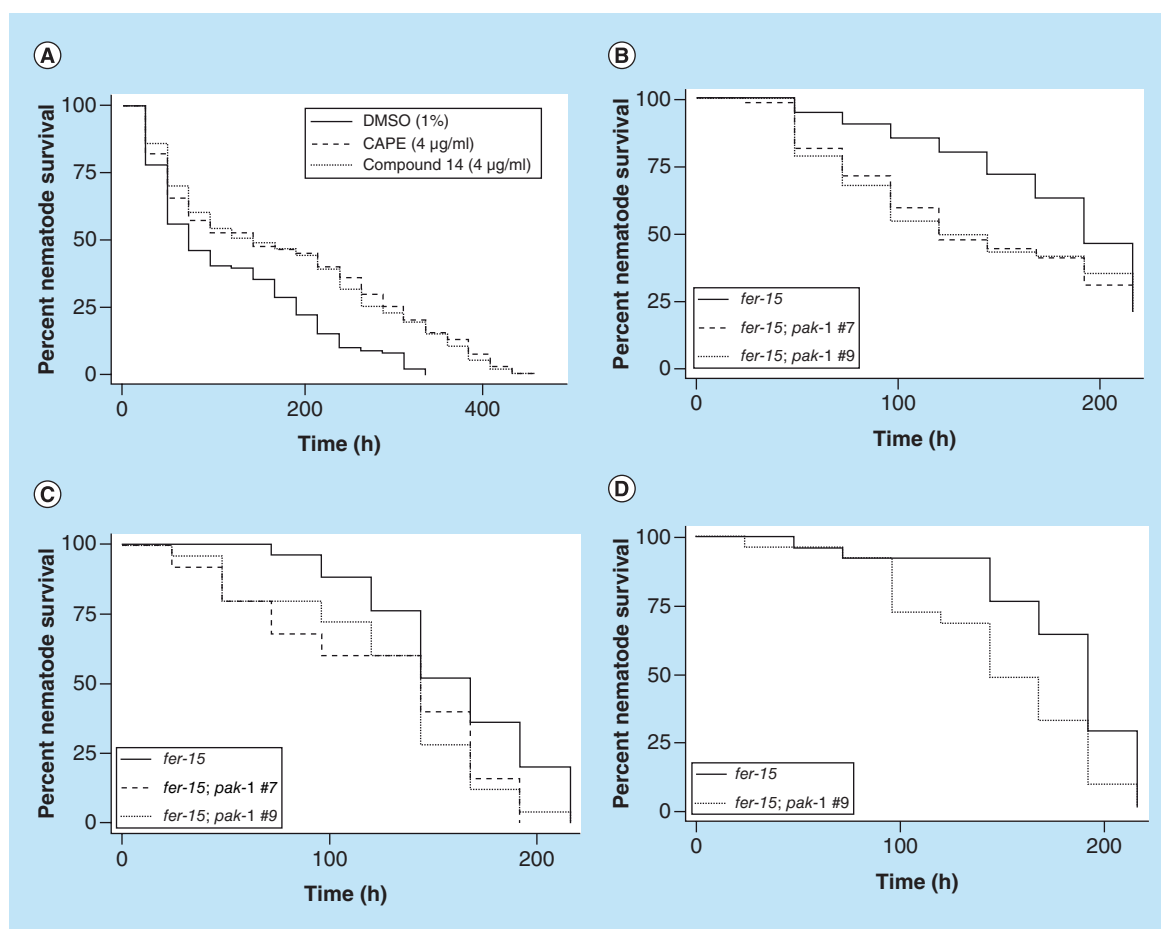 A
Percent nematode survival
100
75
50
25
0
DMSO (1%)
CAPE (4 µg/ml)
Compound 14 (4 µg/ml)
0 200 400
Time (h)
B
Percent nematode survival
100
75
50
25
0
fer-15
fer-15; pak-1 #7
fer-15; pak-1 #9
0 100 200
Time (h)
C
Percent nematode survival
100
75
50
25
0
fer-15
fer-15; pak-1 #7
fer-15; pak-1 #9
0 100 200
Time (h)
D
Percent nematode survival
100
75
50
25
0
fer-15
fer-15; pak-1 #9
0 100 200
Time (h)